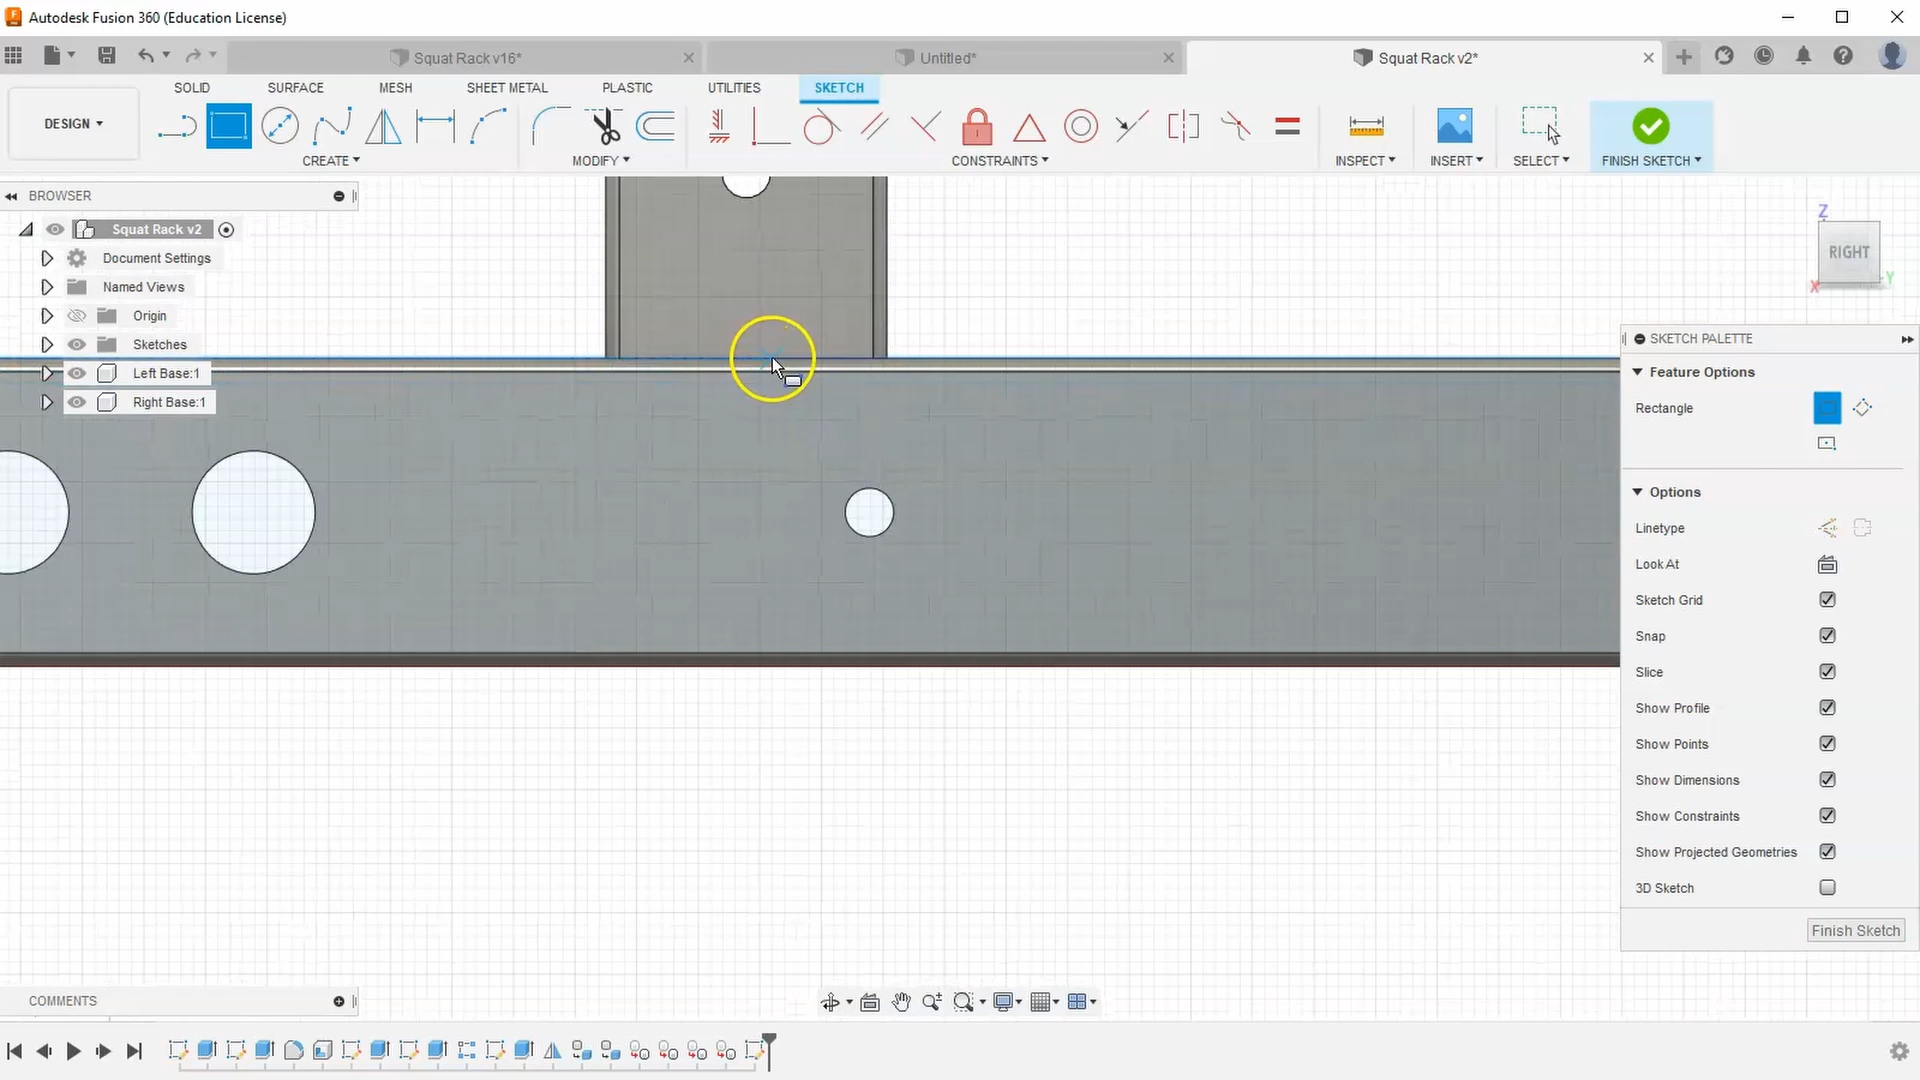 Autodesk Fusion 360 (Education License)
Squat Rack v16*
Untitled*
Squat Rack v2*
SOLID
SURFACE
MESH
SHEET METAL
PLASTIC
UTILITIES
SKETCH
DESIGN
CREATE
MODIFY
CONSTRAINTS
INSPECT
INSERT
SELECT
FINISH SKETCH
BROWSER
Squat Rack v2
Document Settings
Named Views
Origin
Sketches
Left Base:1
Right Base:1
Z
RIGHT
X
Y
SKETCH PALETTE
Feature Options
Rectangle
Options
Linetype
Look At
Sketch Grid
Snap
Slice
Show Profile
Show Points
Show Dimensions
Show Constraints
Show Projected Geometries
3D Sketch
Finish Sketch
COMMENTS